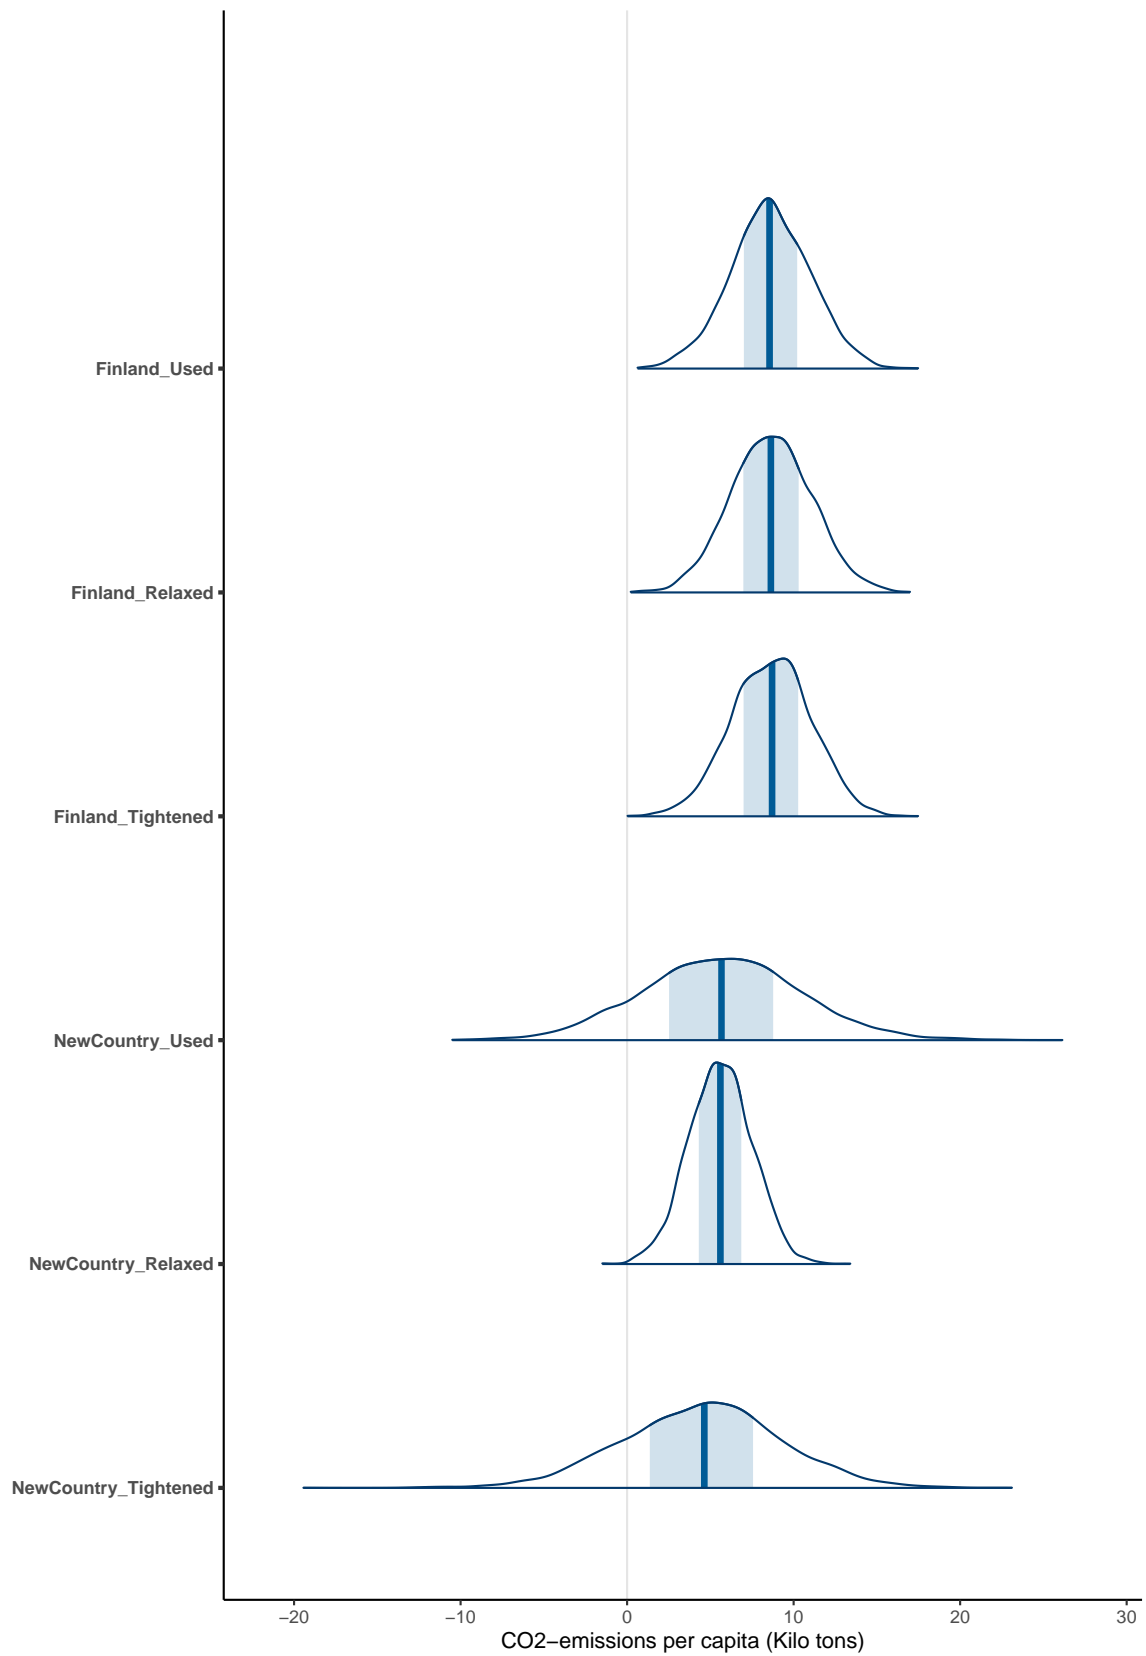 Finland_Used
Finland_Relaxed
Finland_Tightened
NewCountry_Used
NewCountry_Relaxed
NewCountry_Tightened
−20 −10 0 10 20 30
CO2−emissions per capita (Kilo tons)